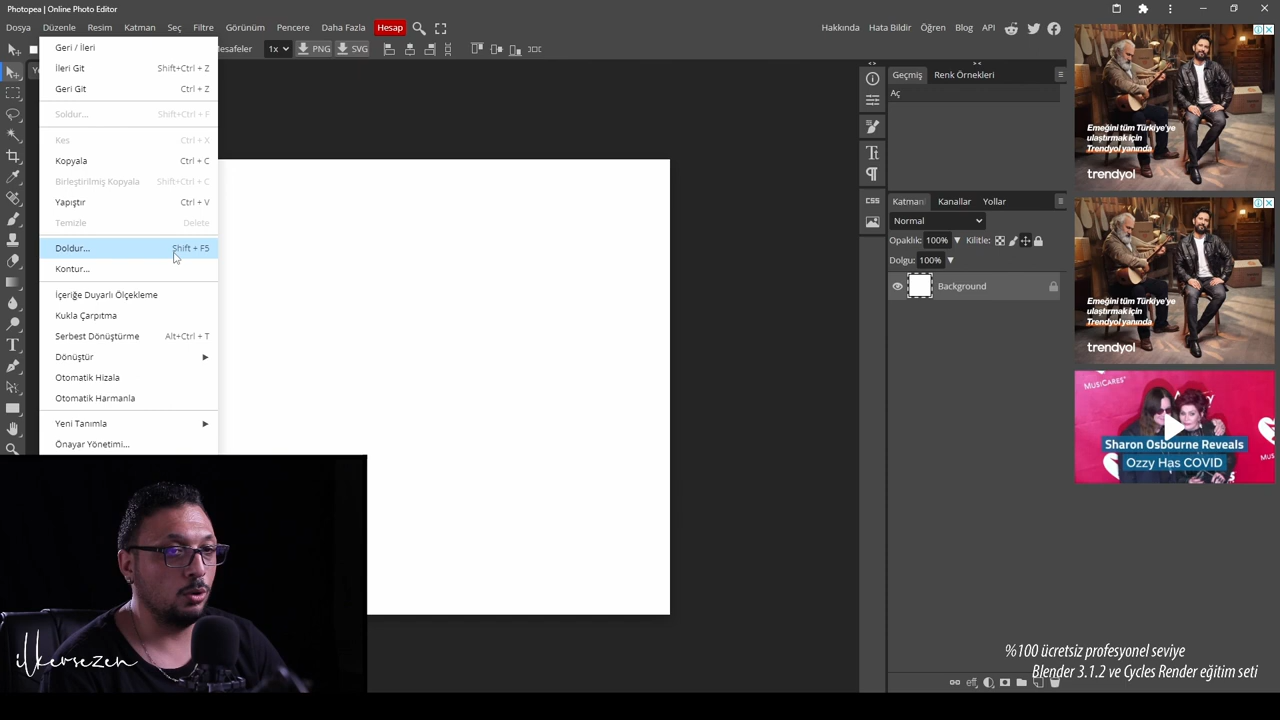 Photopea | Online Photo Editor
Dosya Düzenle Resim Katman Seç Filtre Görünüm Pencere Daha Fazla Hesap Hakkında Hata Bildir Öğren Blog API
Mesafeler 1x PNG SVG
Geri / İleri
İleri Git Shift+Ctrl + Z
Geri Git Ctrl + Z
Soldur... Shift+Ctrl + F
Kes Ctrl + X
Kopyala Ctrl + C
Birleştirilmiş Kopyala Shift+Ctrl + C
Yapıştır Ctrl + V
Temizle Delete
Doldur... Shift + F5
Kontur...
İçeriğe Duyarlı Ölçekleme
Kukla Çarpıtma
Serbest Dönüştürme Alt+Ctrl + T
Dönüştür
Otomatik Hizala
Otomatik Harmanla
Yeni Tanımla
Önayar Yönetimi...
Geçmiş Renk Örnekleri
Aç
CSS
Katman Kanallar Yollar
Normal
Opaklık: 100% Kilitle:
Dolgu: 100%
Background
eff
Emeğini tüm Türkiye'ye
ulaştırmak için
Trendyol yanında
trendyol
Emeğini tüm Türkiye'ye
ulaştırmak için
Trendyol yanında
trendyol
MUSICARES
Sharon Osbourne Reveals
Ozzy Has COVID
ilkersezen
%100 ücretsiz profesyonel seviye
Blender 3.1.2 ve Cycles Render eğitim seti